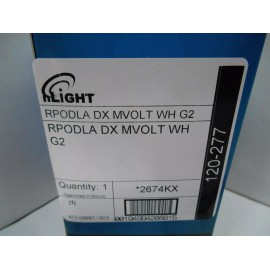 nLIGHT
RPODLA DX MVOLT WH G2
RPODLA DX MVOLT WH
G2
120-277
Quantity: 1
*2674KX